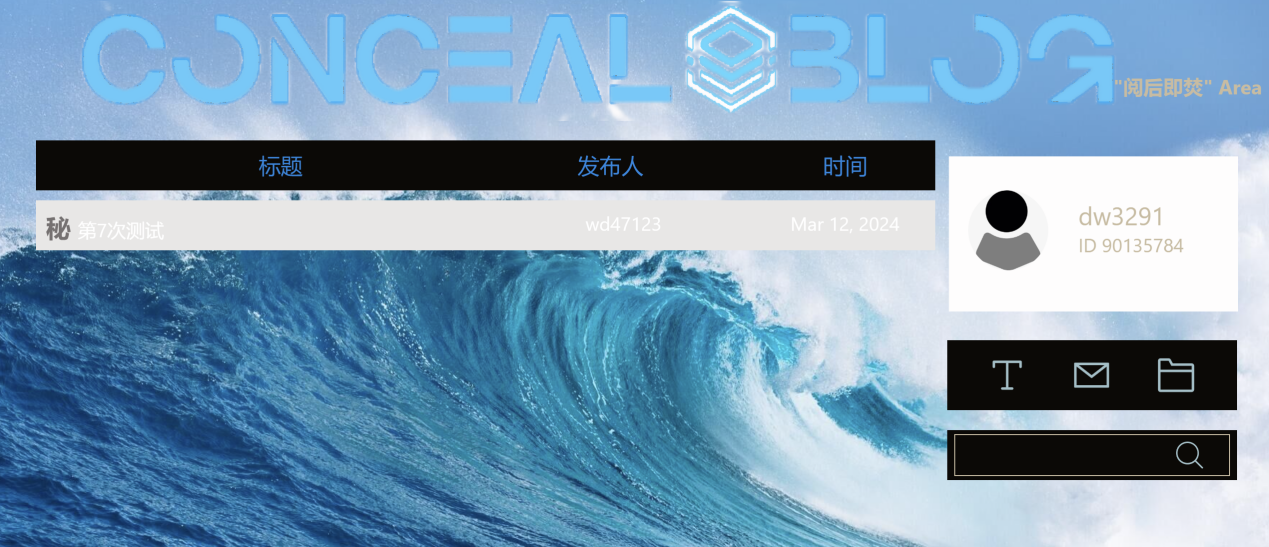 CONCEAL BLOG
"阅后即焚" Area
标题 发布人 时间
秘 第7次测试 wd47123 Mar 12, 2024
dw3291
ID 90135784